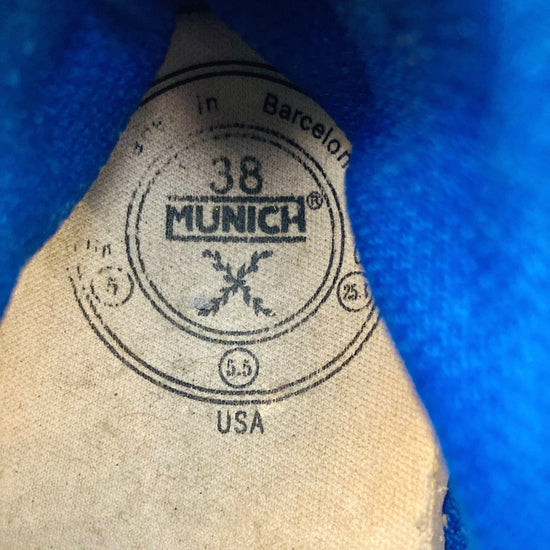 in Barcelon
38
MUNICH®
5
25.
5.5
USA